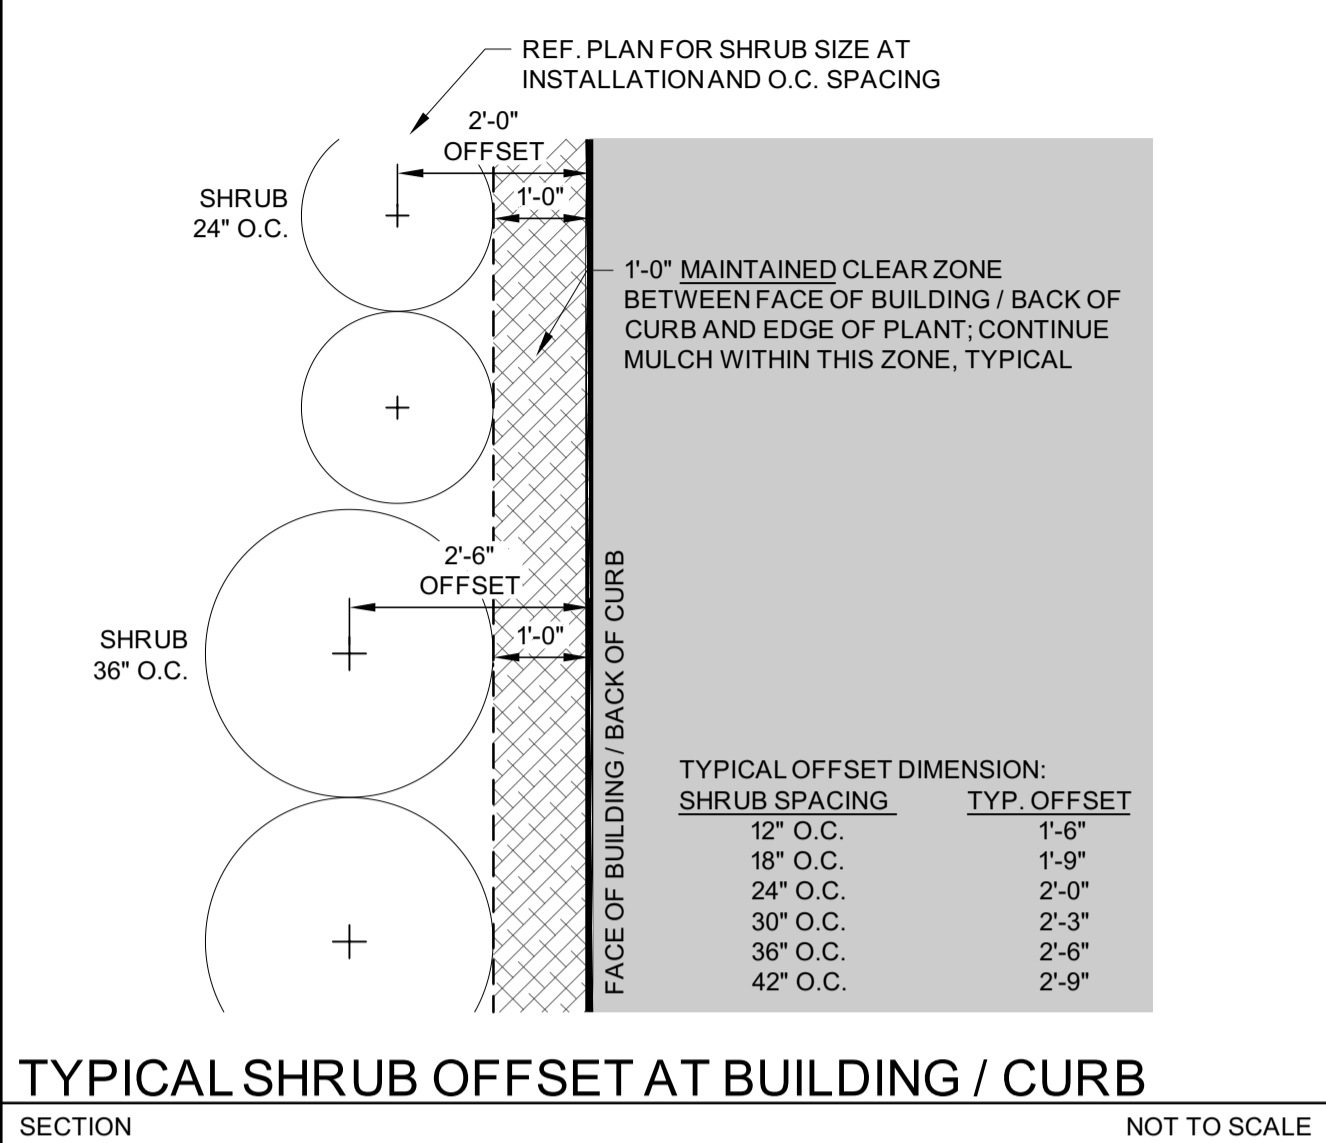 REF. PLAN FOR SHRUB SIZE AT
INSTALLATION AND O.C. SPACING
2'-0"
OFFSET
SHRUB
24" O.C.
1'-0"
1'-0" MAINTAINED CLEAR ZONE
BETWEEN FACE OF BUILDING / BACK OF
CURB AND EDGE OF PLANT; CONTINUE
MULCH WITHIN THIS ZONE, TYPICAL
2'-6"
OFFSET
SHRUB
36" O.C.
1'-0"
FACE OF BUILDING / BACK OF CURB
TYPICAL OFFSET DIMENSION:
SHRUB SPACING TYP. OFFSET
12" O.C. 1'-6"
18" O.C. 1'-9"
24" O.C. 2'-0"
30" O.C. 2'-3"
36" O.C. 2'-6"
42" O.C. 2'-9"
TYPICAL SHRUB OFFSET AT BUILDING / CURB
SECTION NOT TO SCALE